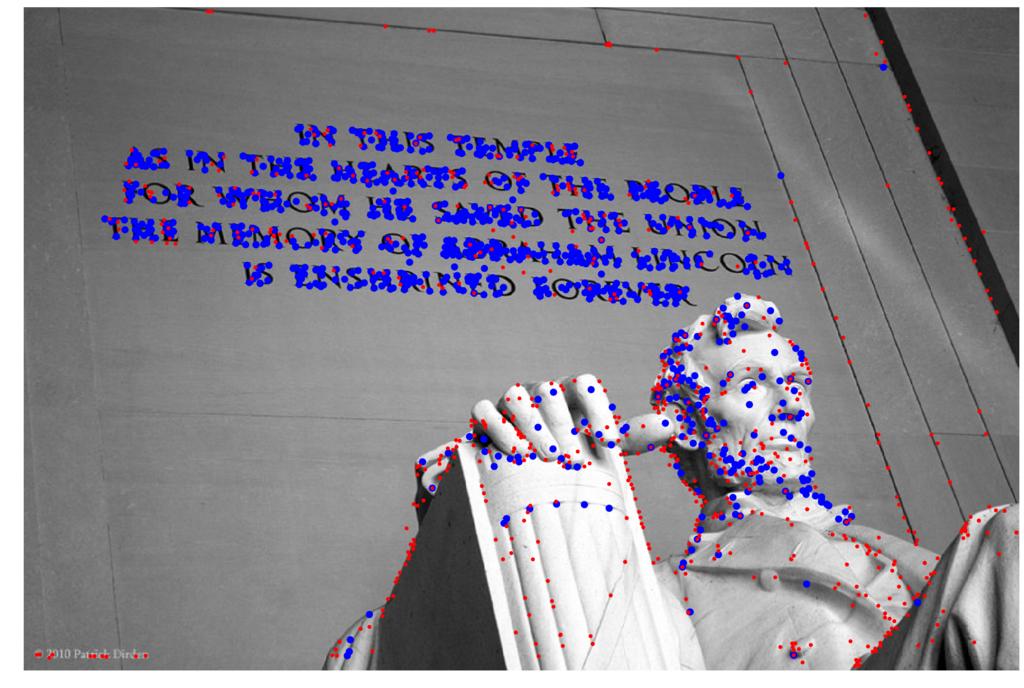 IN THIS TEMPLE
AS IN THE HEARTS OF THE PEOPLE
FOR WHOM HE SAVED THE UNION
THE MEMORY OF ABRAHAM LINCOLN
IS ENSHRINED FOREVER
© 2010 Patrick Dirden